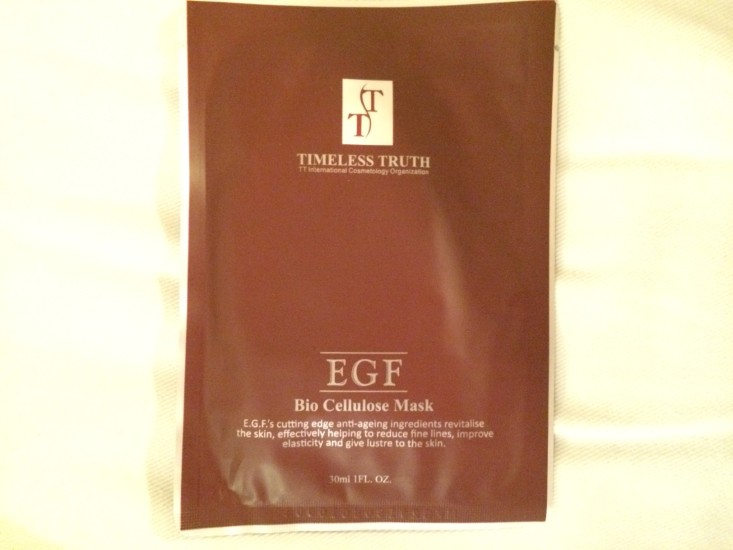 T
T
TIMELESS TRUTH
TT International Cosmetology Organization
EGF
Bio Cellulose Mask
E.G.F.'s cutting edge anti-ageing ingredients revitalise
the skin, effectively helping to reduce fine lines, improve
elasticity and give lustre to the skin.
30ml 1FL. OZ.